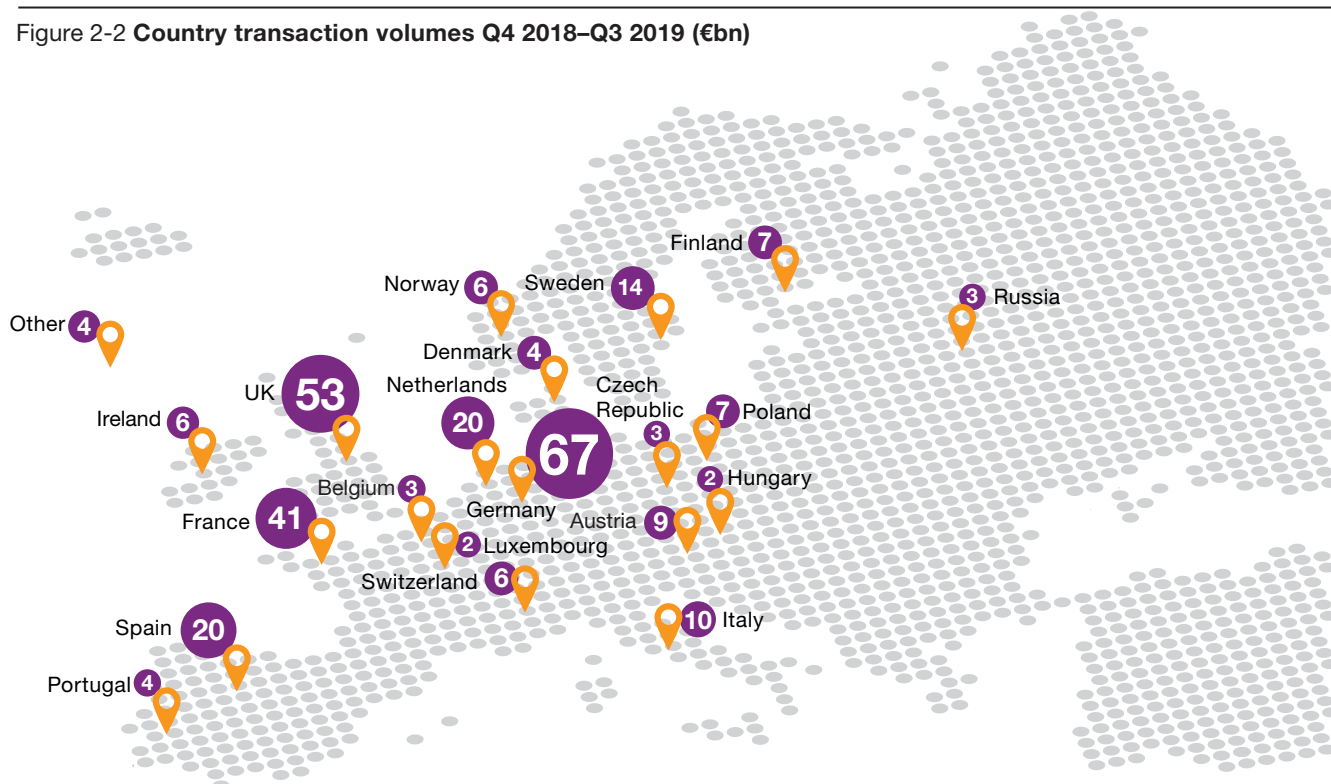 Figure 2-2 Country transaction volumes Q4 2018–Q3 2019 (€bn)
Finland 7
Norway 6
Sweden 14
3 Russia
Other 4
Denmark 4
UK 53
Netherlands
20
Czech
Republic
3
7 Poland
Ireland 6
67
Germany
2 Hungary
Belgium 3
France 41
Austria 9
2 Luxembourg
Switzerland 6
10 Italy
Spain 20
Portugal 4